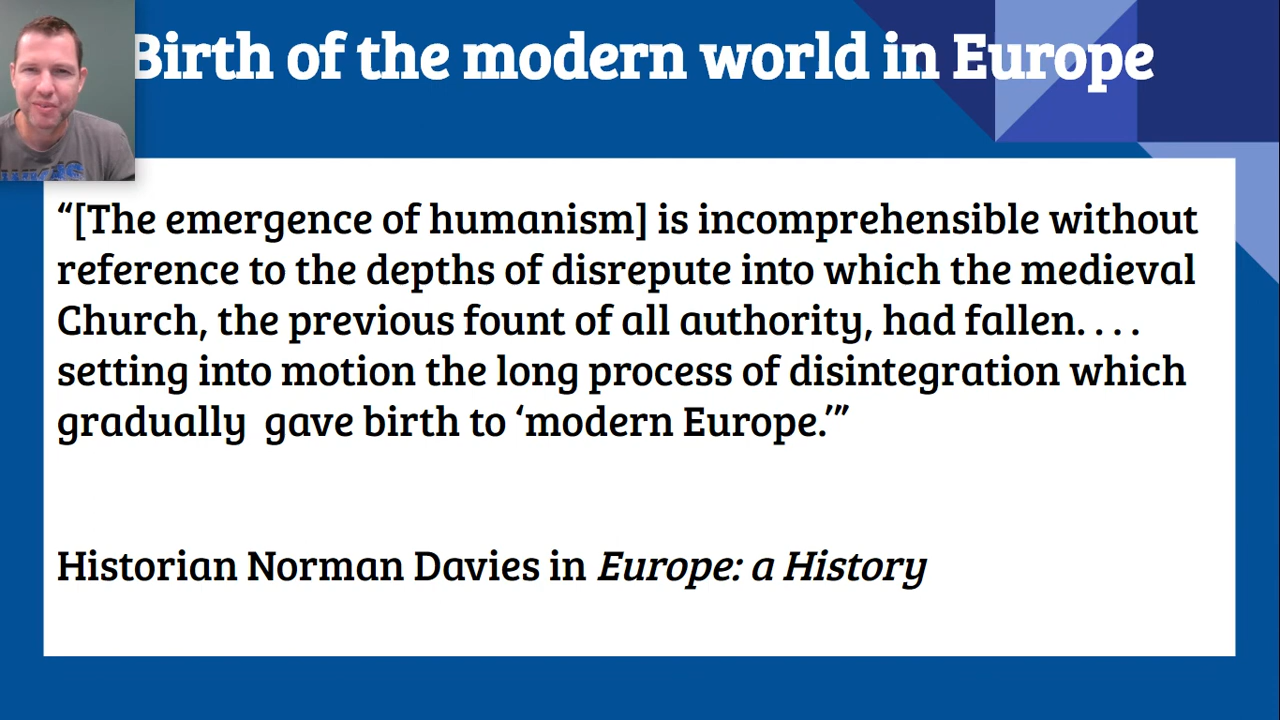 Birth of the modern world in Europe
“[The emergence of humanism] is incomprehensible without
reference to the depths of disrepute into which the medieval
Church, the previous fount of all authority, had fallen. . . .
setting into motion the long process of disintegration which
gradually  gave birth to ‘modern Europe.’”
Historian Norman Davies in Europe: a History